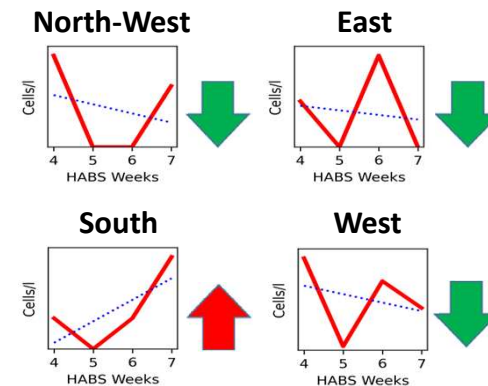 North-West
Cells/l
4 5 6 7
HABS Weeks
East
Cells/l
4 5 6 7
HABS Weeks
South
Cells/l
4 5 6 7
HABS Weeks
West
Cells/l
4 5 6 7
HABS Weeks